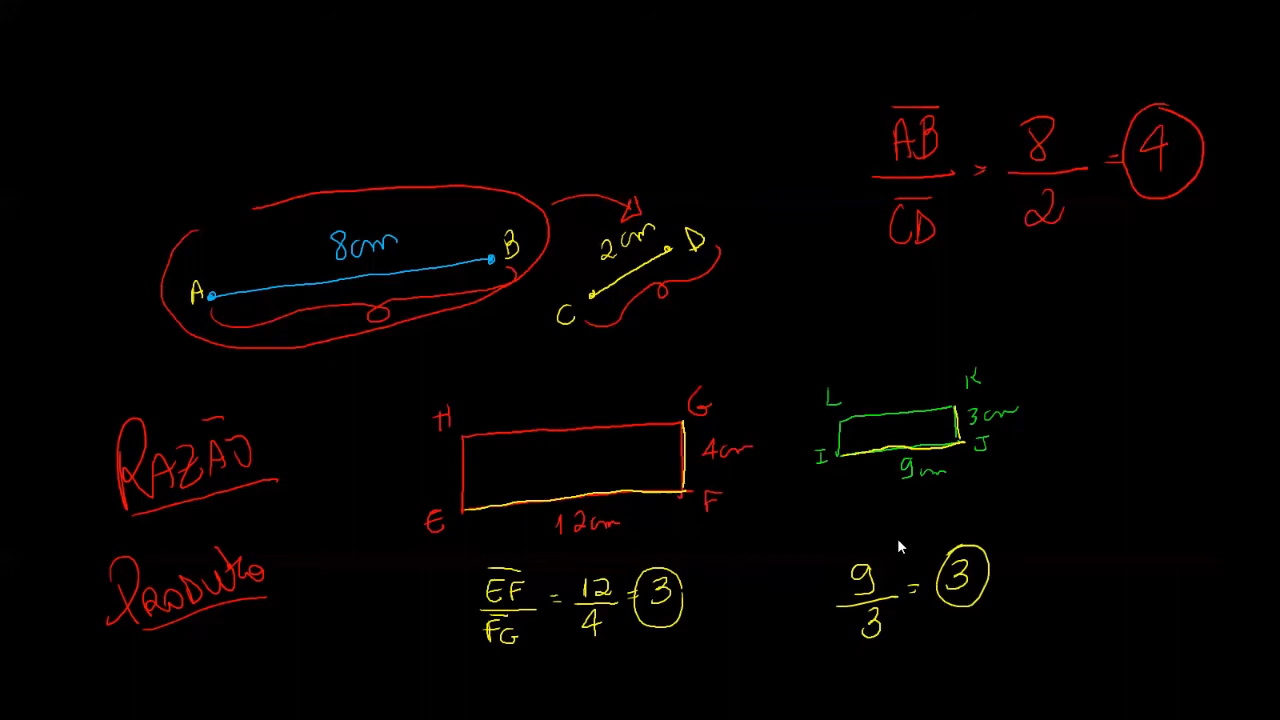 AB/CD = 8/2 = 4
8cm
A
B
2cm
C
D
RAZÃO
PRODUTO
H
G
4cm
E
F
12cm
L
K
3cm
I
J
9cm
EF/FG = 12/4 = 3
9/3 = 3